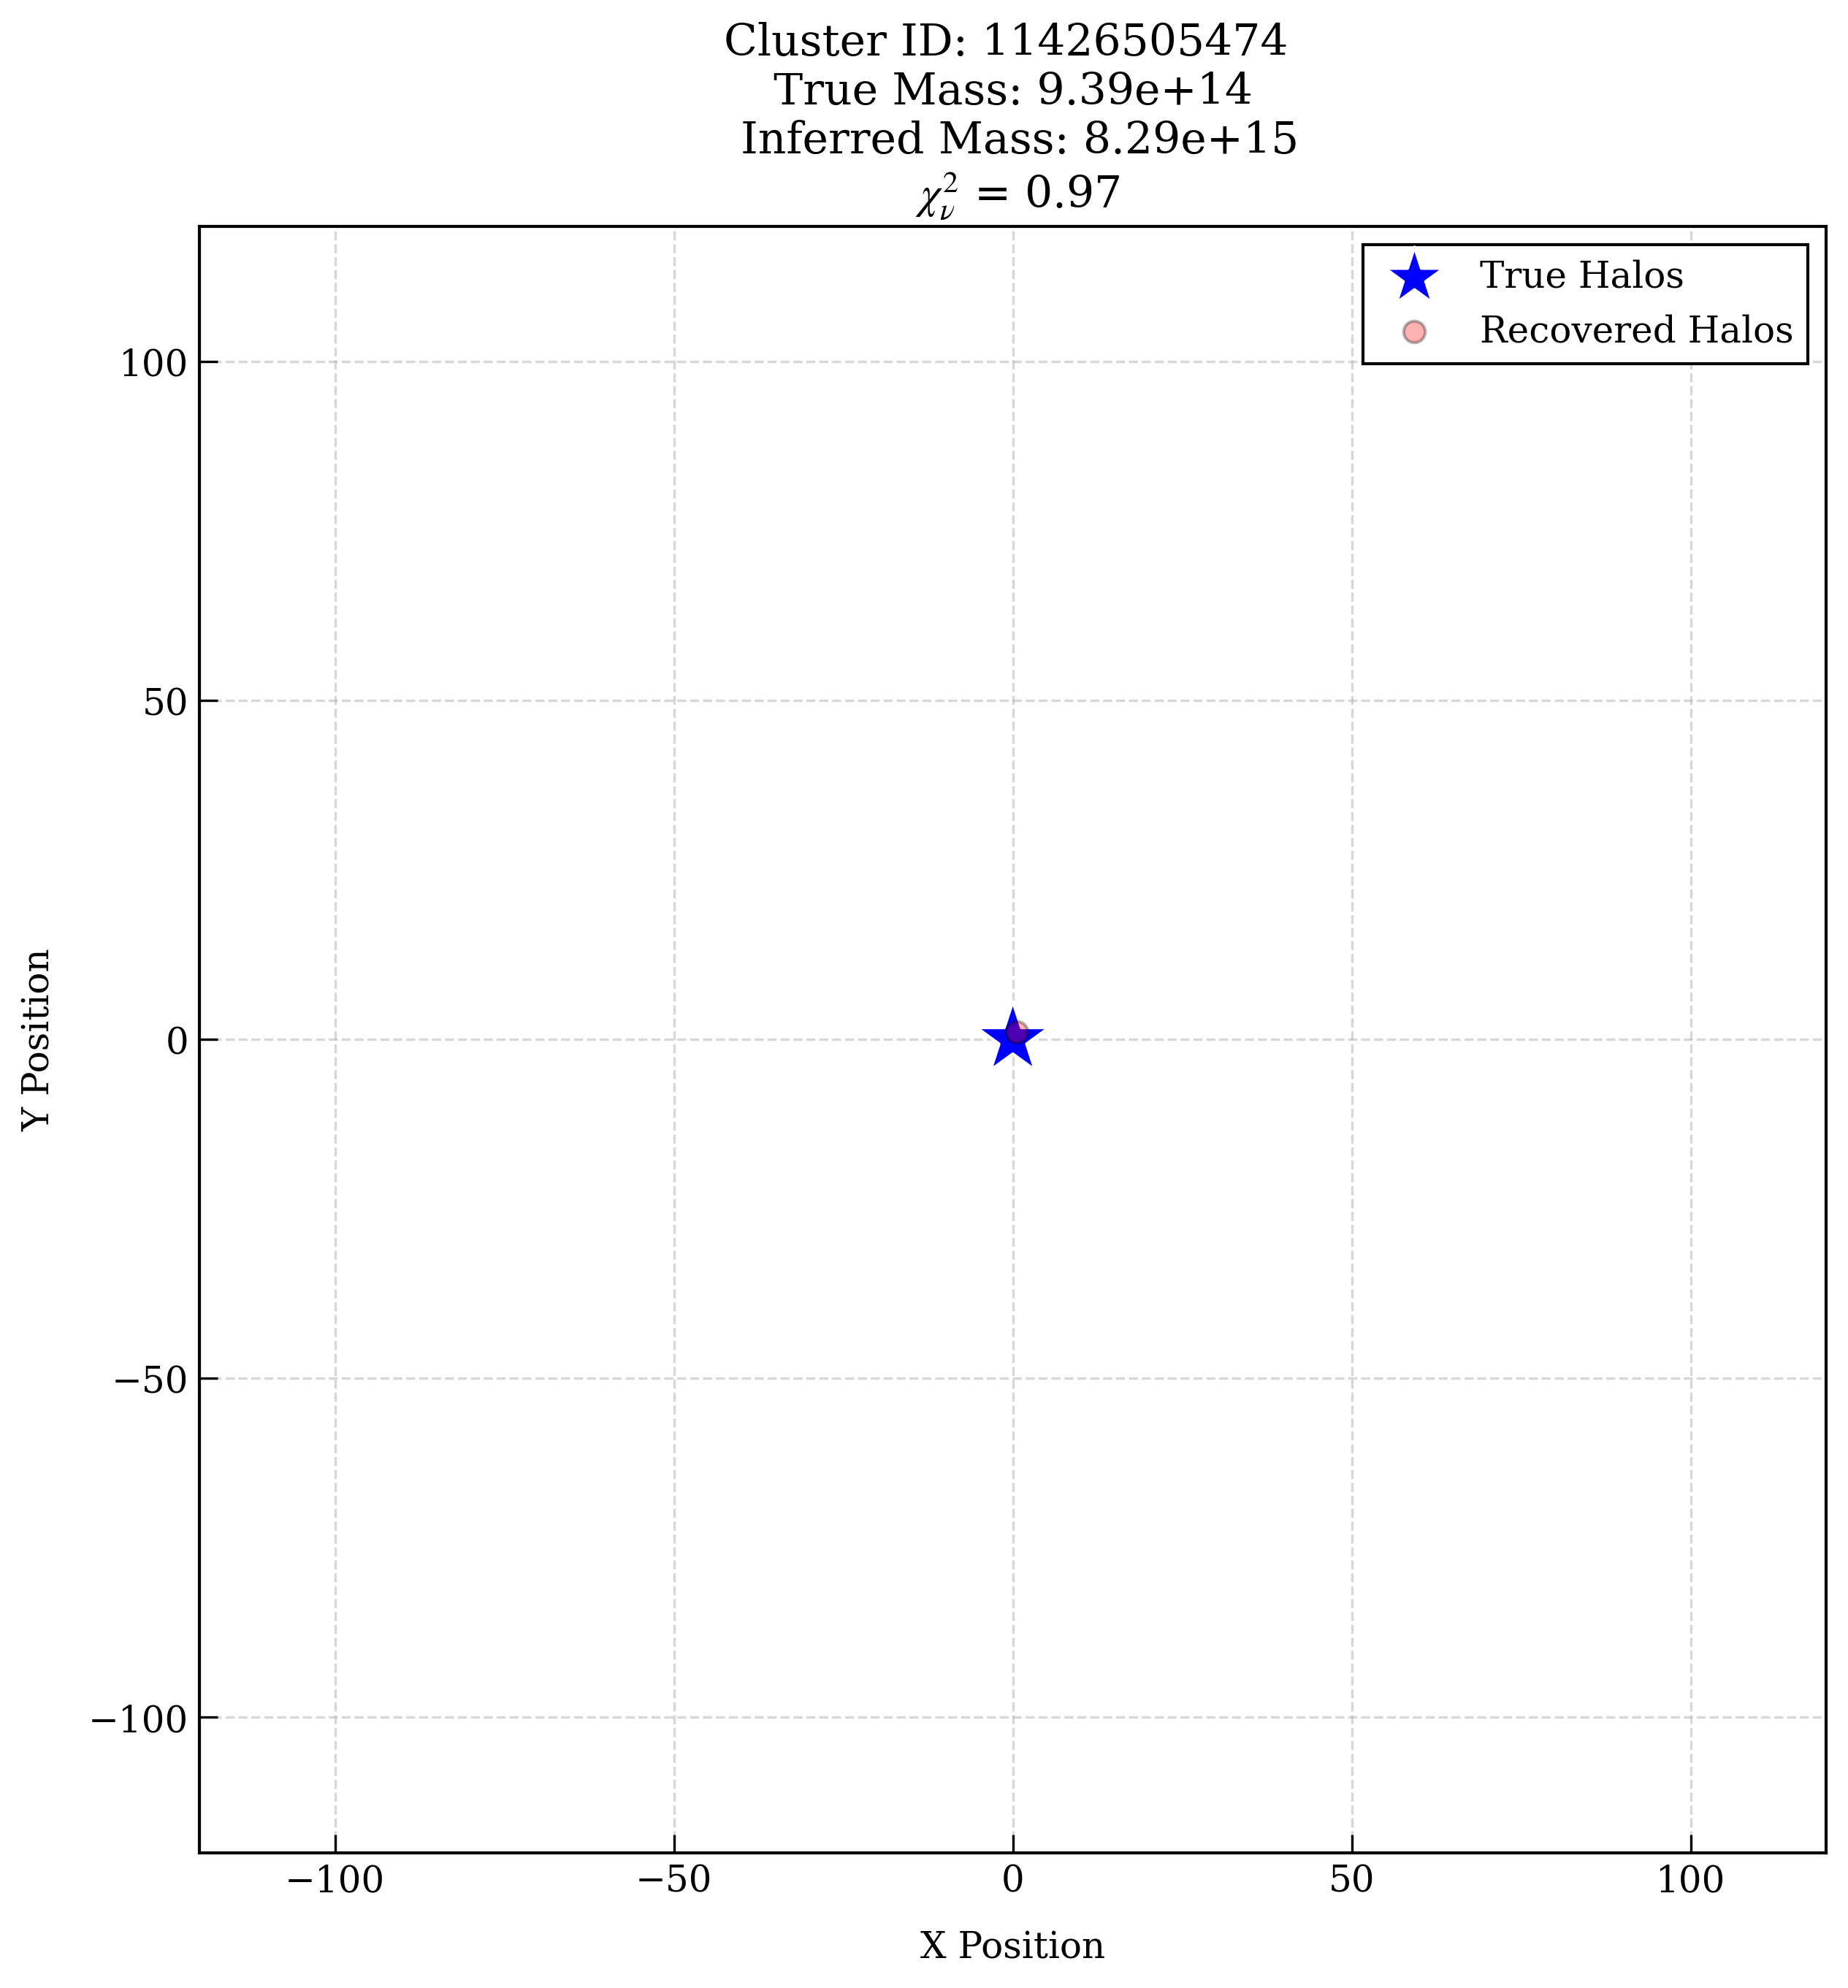 Cluster ID: 11426505474
True Mass: 9.39e+14
Inferred Mass: 8.29e+15
χ²ᵥ = 0.97
True Halos
Recovered Halos
100
50
0
−50
−100
Y Position
−100
−50
0
50
100
X Position